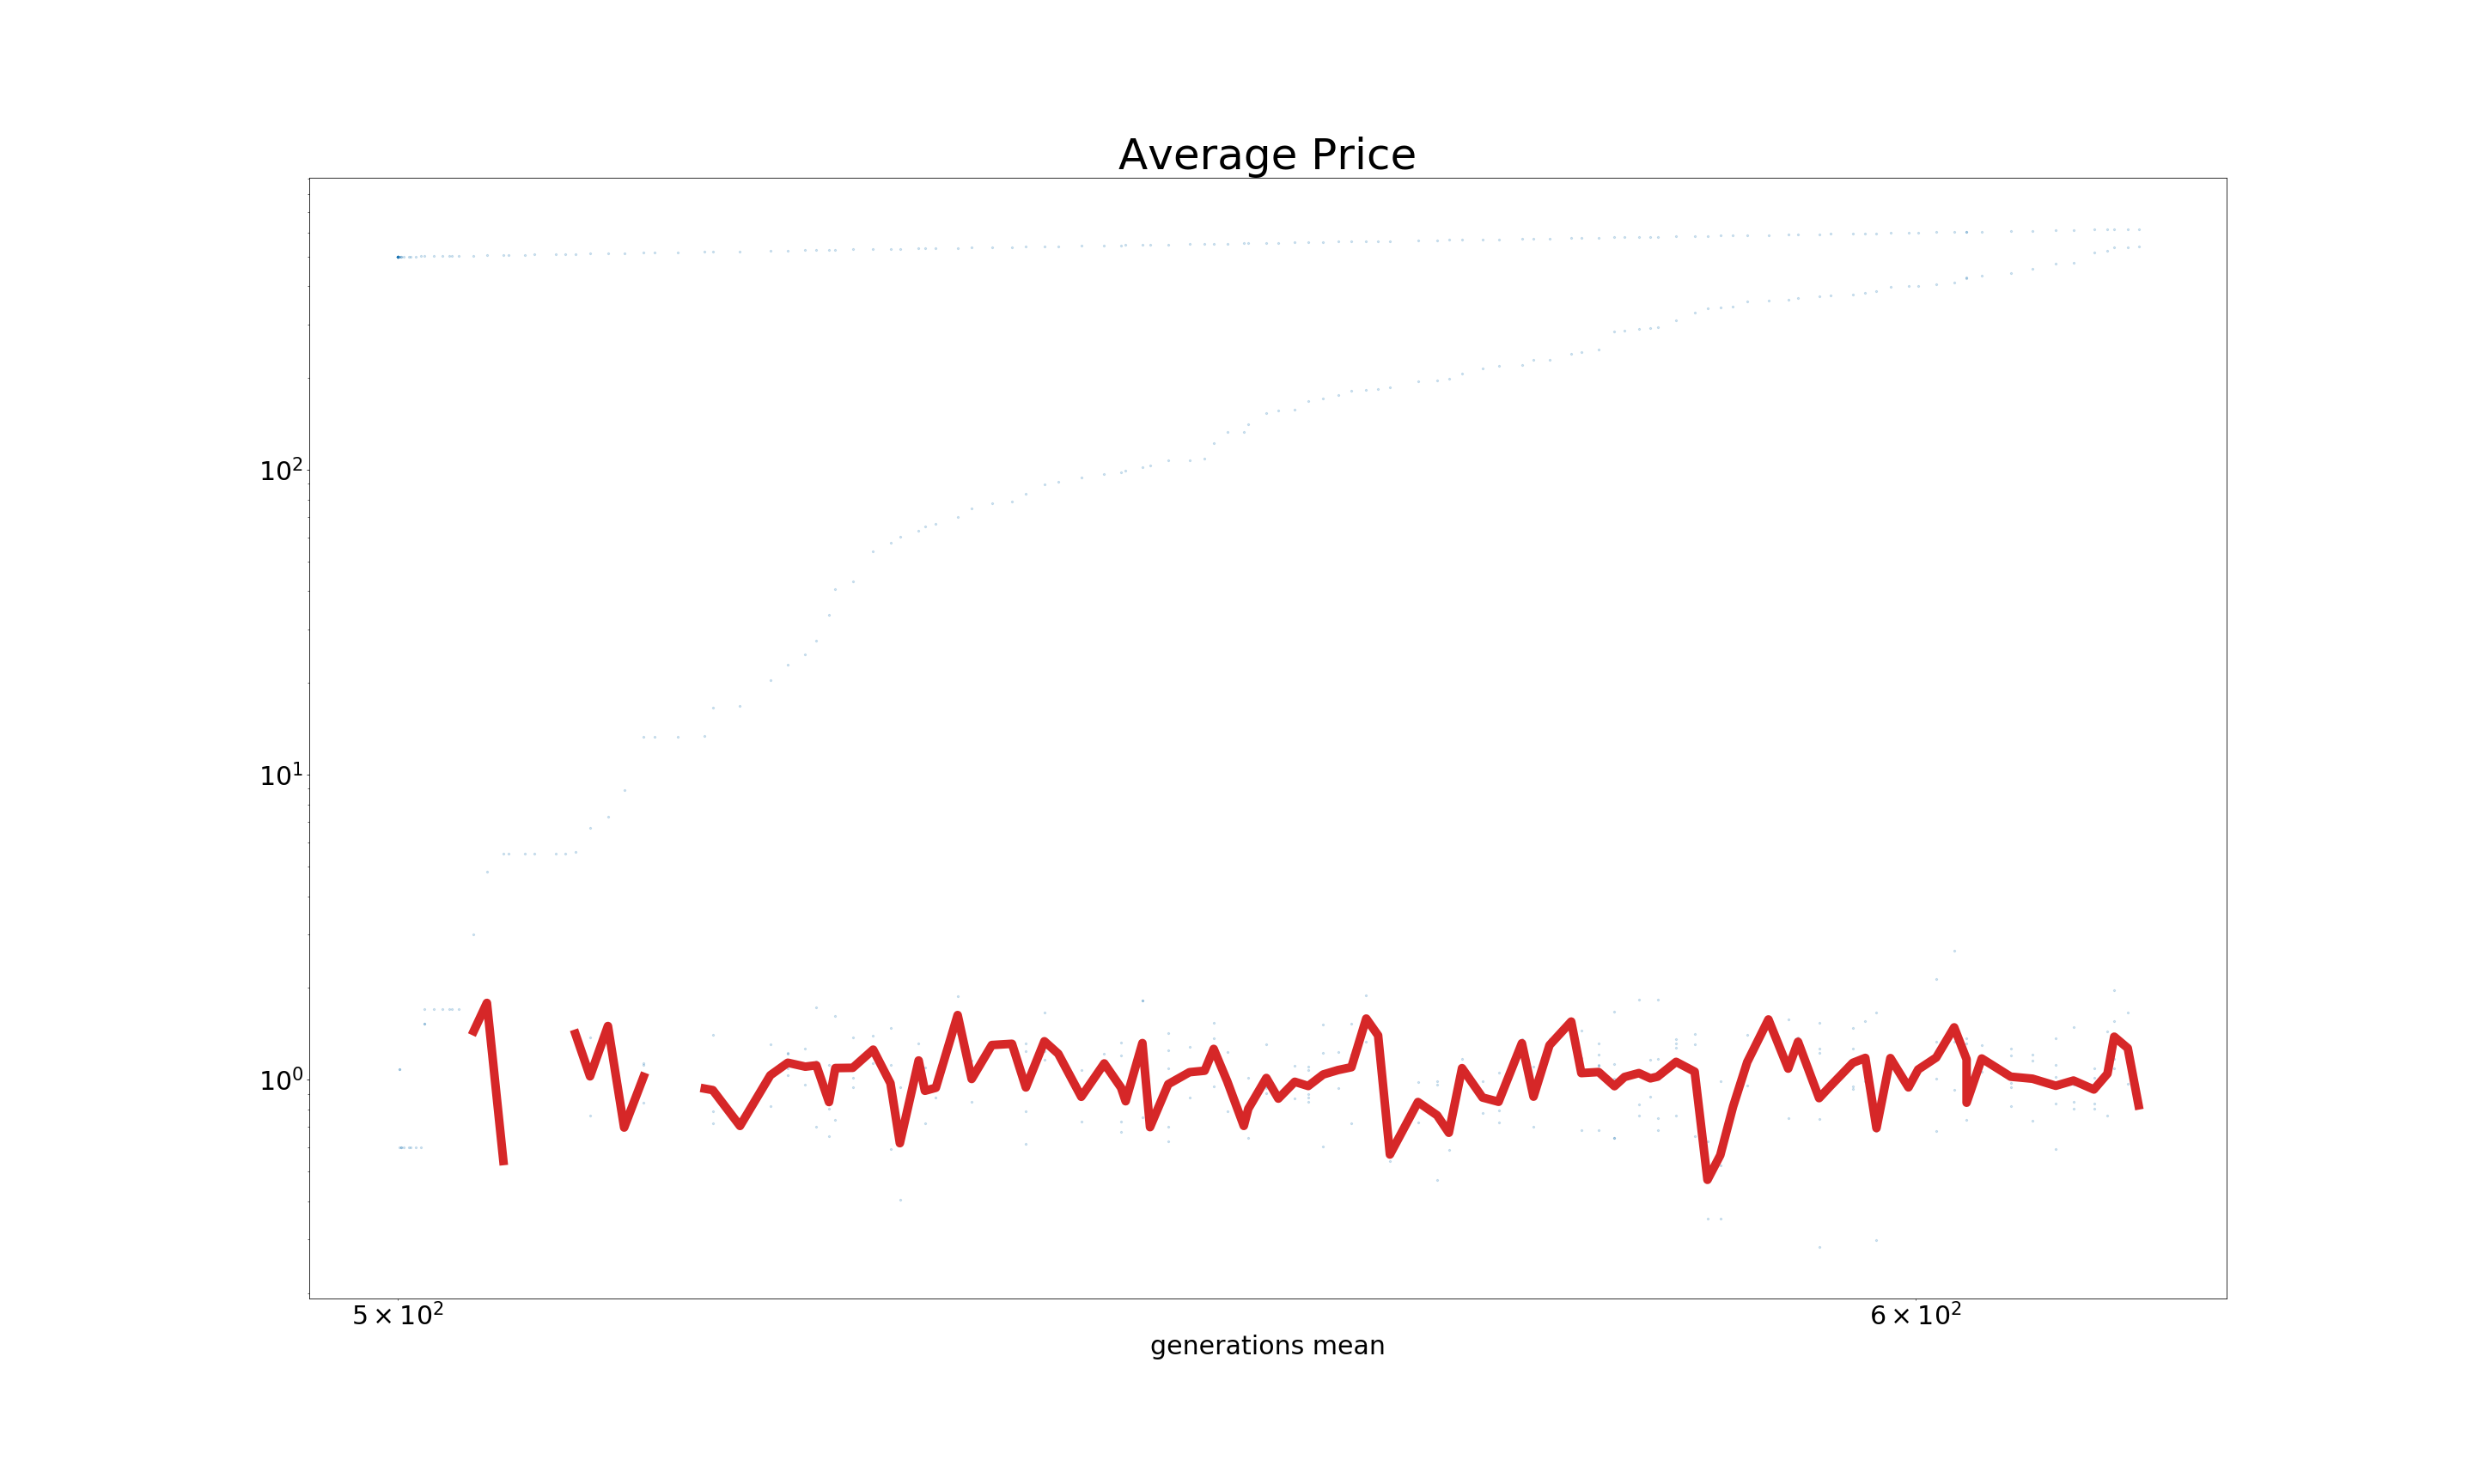 Average Price
10²
10¹
10⁰
5 × 10²
6 × 10²
generations mean